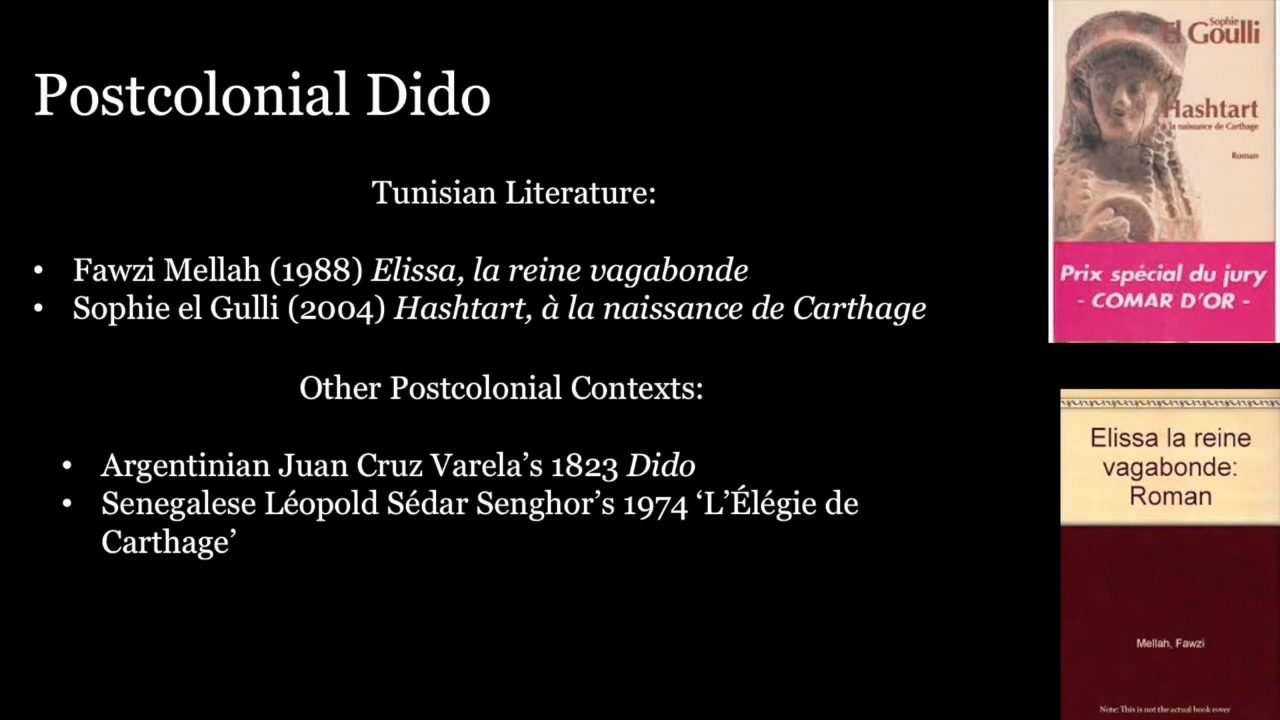 Postcolonial Dido
Tunisian Literature:
• Fawzi Mellah (1988) Elissa, la reine vagabonde
• Sophie el Gulli (2004) Hashtart, à la naissance de Carthage
Other Postcolonial Contexts:
• Argentinian Juan Cruz Varela’s 1823 Dido
• Senegalese Léopold Sédar Senghor’s 1974 ‘L’Élégie de
Carthage’
Sophie
El Goulli
Hashtart
à la naissance de Carthage
Roman
Prix spécial du jury
- COMAR D’OR -
Elissa la reine
vagabonde:
Roman
Mellah, Fawzi
Note: This is not the actual book cover